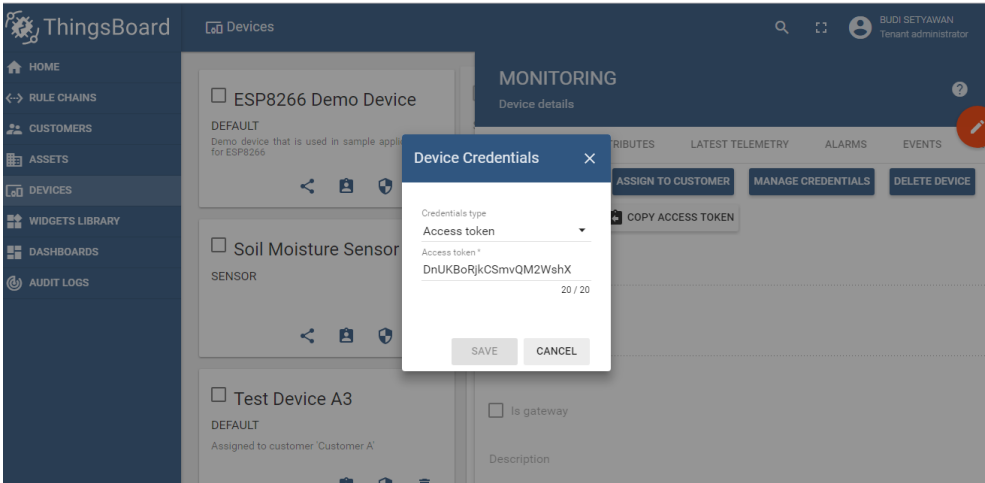 ThingsBoard
Devices
BUDI SETYAWAN
Tenant administrator
HOME
RULE CHAINS
CUSTOMERS
ASSETS
DEVICES
WIDGETS LIBRARY
DASHBOARDS
AUDIT LOGS
ESP8266 Demo Device
DEFAULT
Demo device that is used in sample
for ESP8266
Soil Moisture Sensor
SENSOR
Test Device A3
DEFAULT
Assigned to customer 'Customer A'
MONITORING
Device details
LATEST TELEMETRY
ALARMS
EVENTS
ASSIGN TO CUSTOMER
MANAGE CREDENTIALS
DELETE DEVICE
COPY ACCESS TOKEN
Is gateway
Description
Device Credentials
Credentials type
Access token
Access token *
DnUKBoRjkCSmvQM2WshX
20 / 20
SAVE
CANCEL